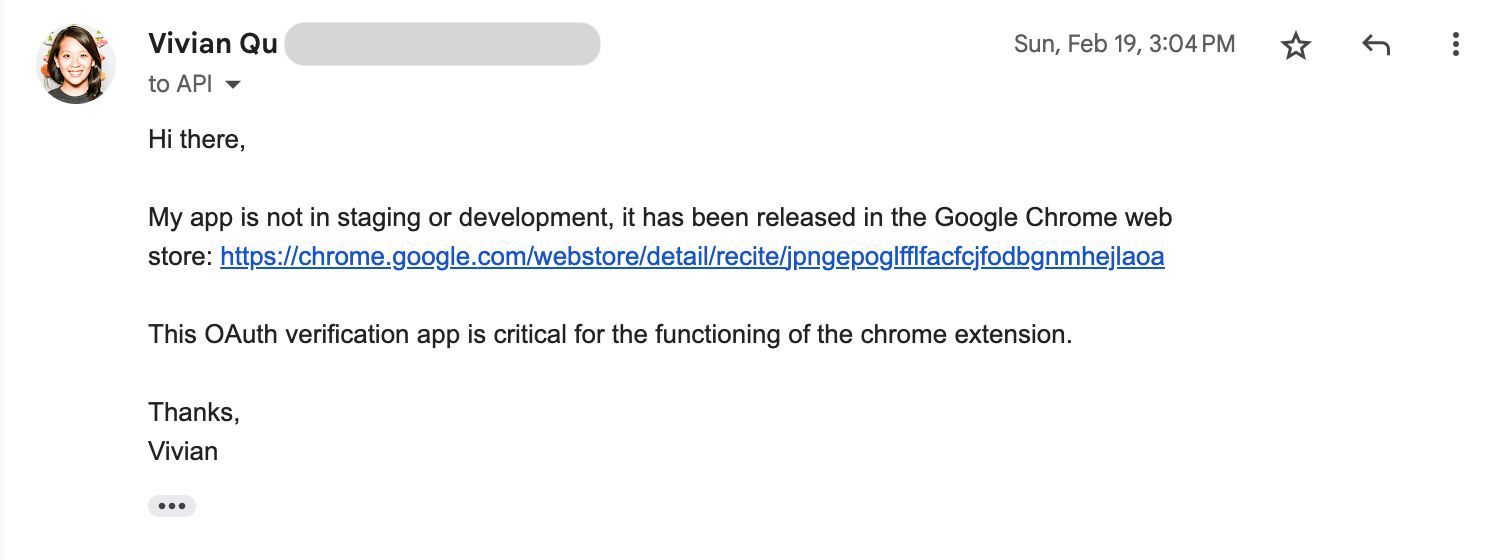 Vivian Qu
Sun, Feb 19, 3:04 PM
to API
Hi there,
My app is not in staging or development, it has been released in the Google Chrome web
store: https://chrome.google.com/webstore/detail/recite/jpngepoglfflfacfcjfodbgnmhejlaoa
This OAuth verification app is critical for the functioning of the chrome extension.
Thanks,
Vivian